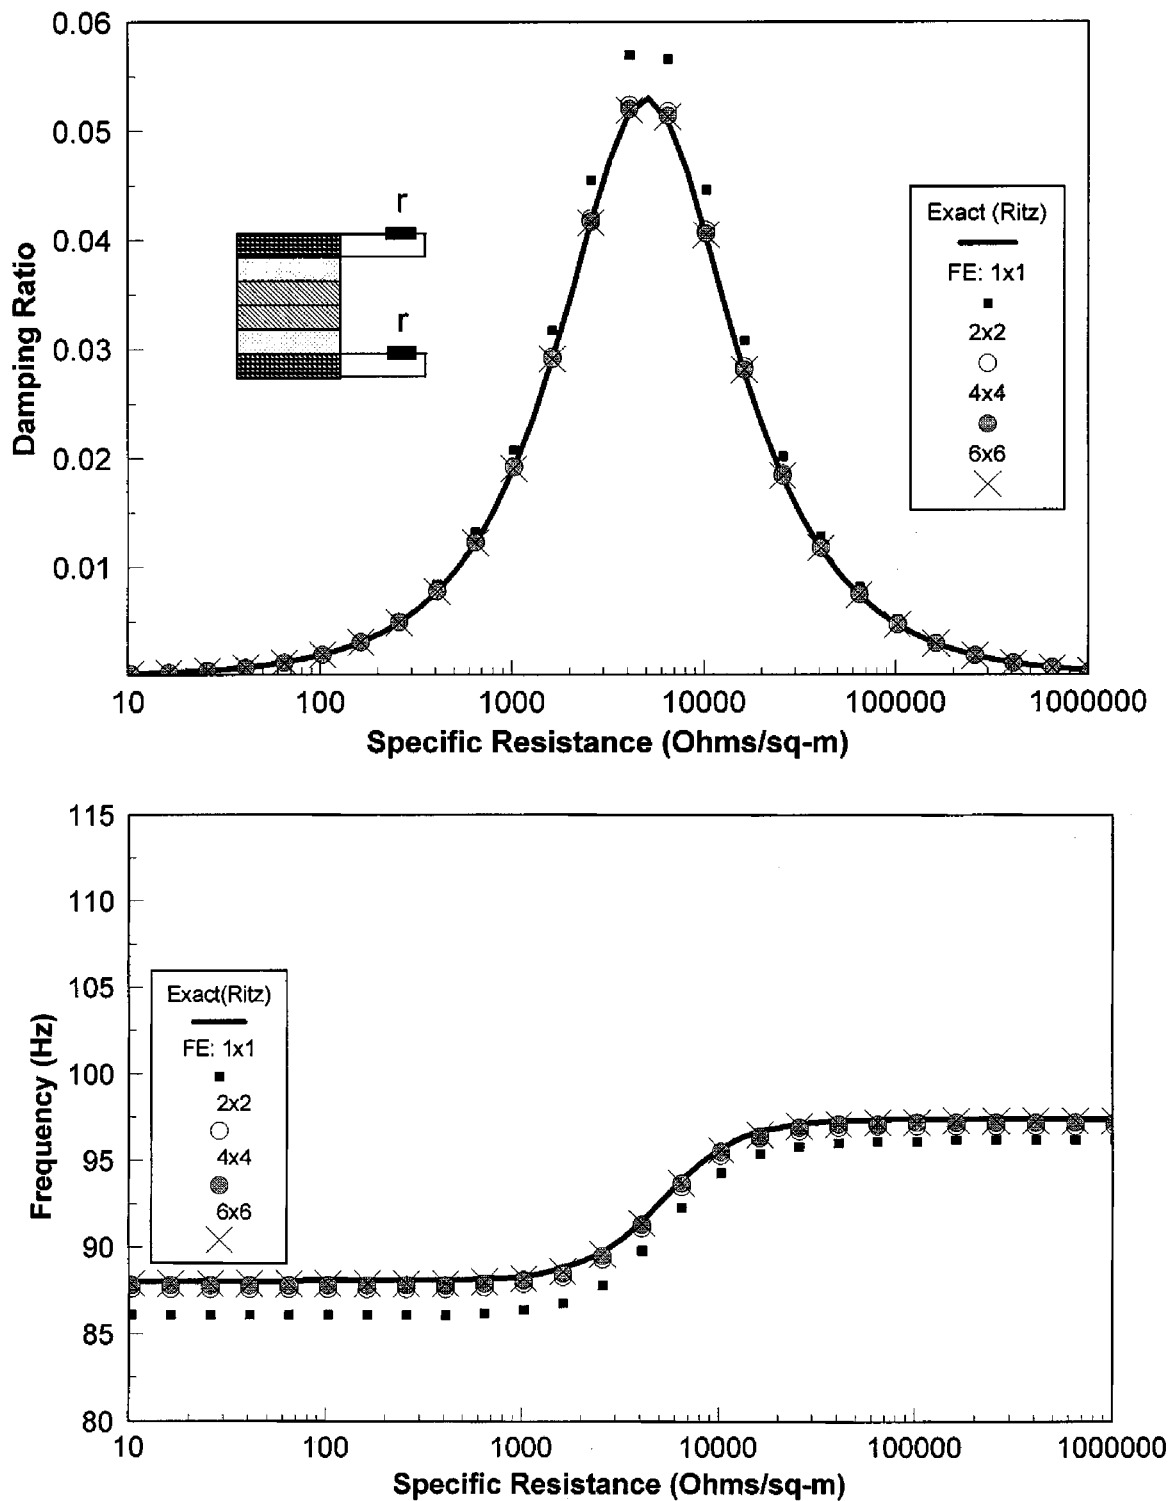 0.06
0.05
0.04
0.03
0.02
0.01
Damping Ratio
r
r
Exact (Ritz)
FE: 1x1
2x2
4x4
6x6
10
100
1000
10000
100000
1000000
Specific Resistance (Ohms/sq-m)
115
110
105
100
95
90
85
80
Frequency (Hz)
Exact(Ritz)
FE: 1x1
2x2
4x4
6x6
10
100
1000
10000
100000
1000000
Specific Resistance (Ohms/sq-m)